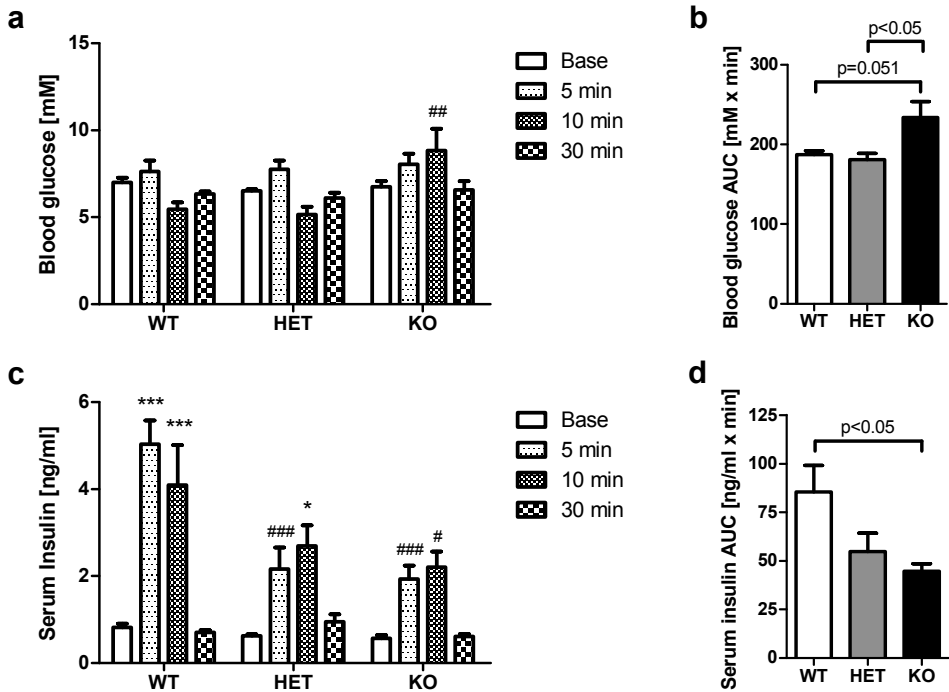 a
15
10
5
0
Blood glucose [mM]
##
WT HET KO
Base
5 min
10 min
30 min
b
p<0.05
p=0.051
300
200
100
0
Blood glucose AUC [mM x min]
WT HET KO
c
6
4
2
0
Serum Insulin [ng/ml]
***
***
###
*
###
#
WT HET KO
Base
5 min
10 min
30 min
d
p<0.05
125
100
75
50
25
0
Serum insulin AUC [ng/ml x min]
WT HET KO